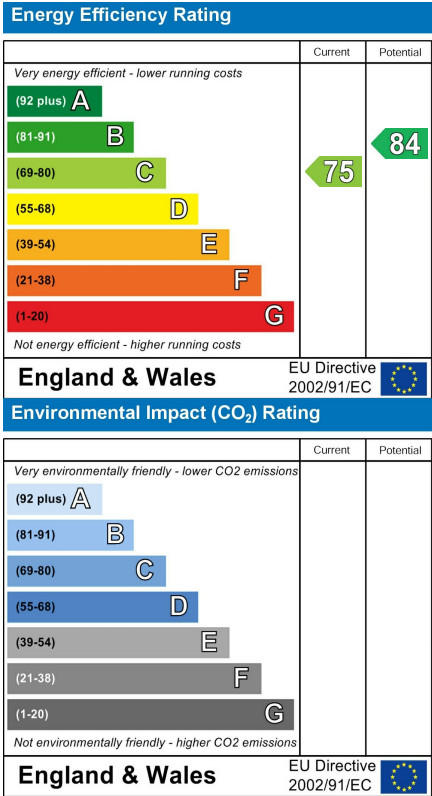 Energy Efficiency Rating
Current Potential
Very energy efficient - lower running costs
(92 plus) A
(81-91) B
84
(69-80) C
75
(55-68) D
(39-54) E
(21-38) F
(1-20) G
Not energy efficient - higher running costs
England & Wales
EU Directive
2002/91/EC
Environmental Impact (CO₂) Rating
Current Potential
Very environmentally friendly - lower CO2 emissions
(92 plus) A
(81-91) B
(69-80) C
(55-68) D
(39-54) E
(21-38) F
(1-20) G
Not environmentally friendly - higher CO2 emissions
England & Wales
EU Directive
2002/91/EC